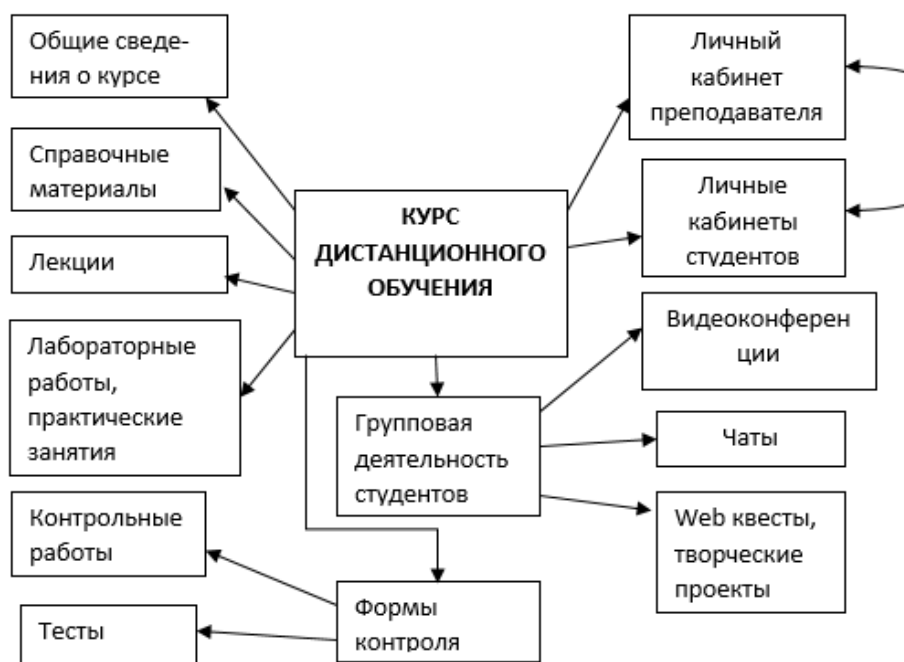 Общие сведе-
ния о курсе
Справочные
материалы
Лекции
Лабораторные
работы,
практические
занятия
Контрольные
работы
Тесты
КУРС
ДИСТАНЦИОННОГО
ОБУЧЕНИЯ
Групповая
деятельность
студентов
Формы
контроля
Личный
кабинет
преподавателя
Личные
кабинеты
студентов
Видеоконферен
ции
Чаты
Web квесты,
творческие
проекты